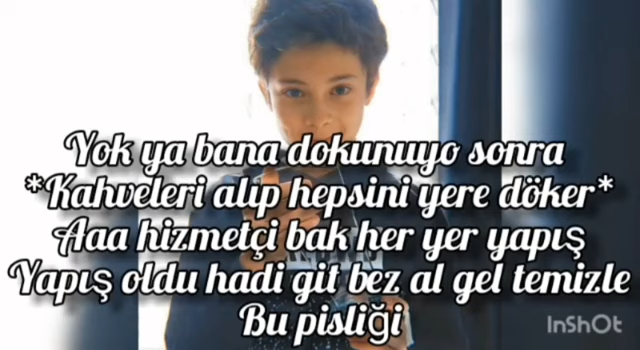 Yok ya bana dokunuyo sonra
*Kahveleri alıp hepsini yere döker*
Aaa hizmetçi bak her yer yapış
Yapış oldu hadi git bez al gel temizle
Bu pisliği
InShOt